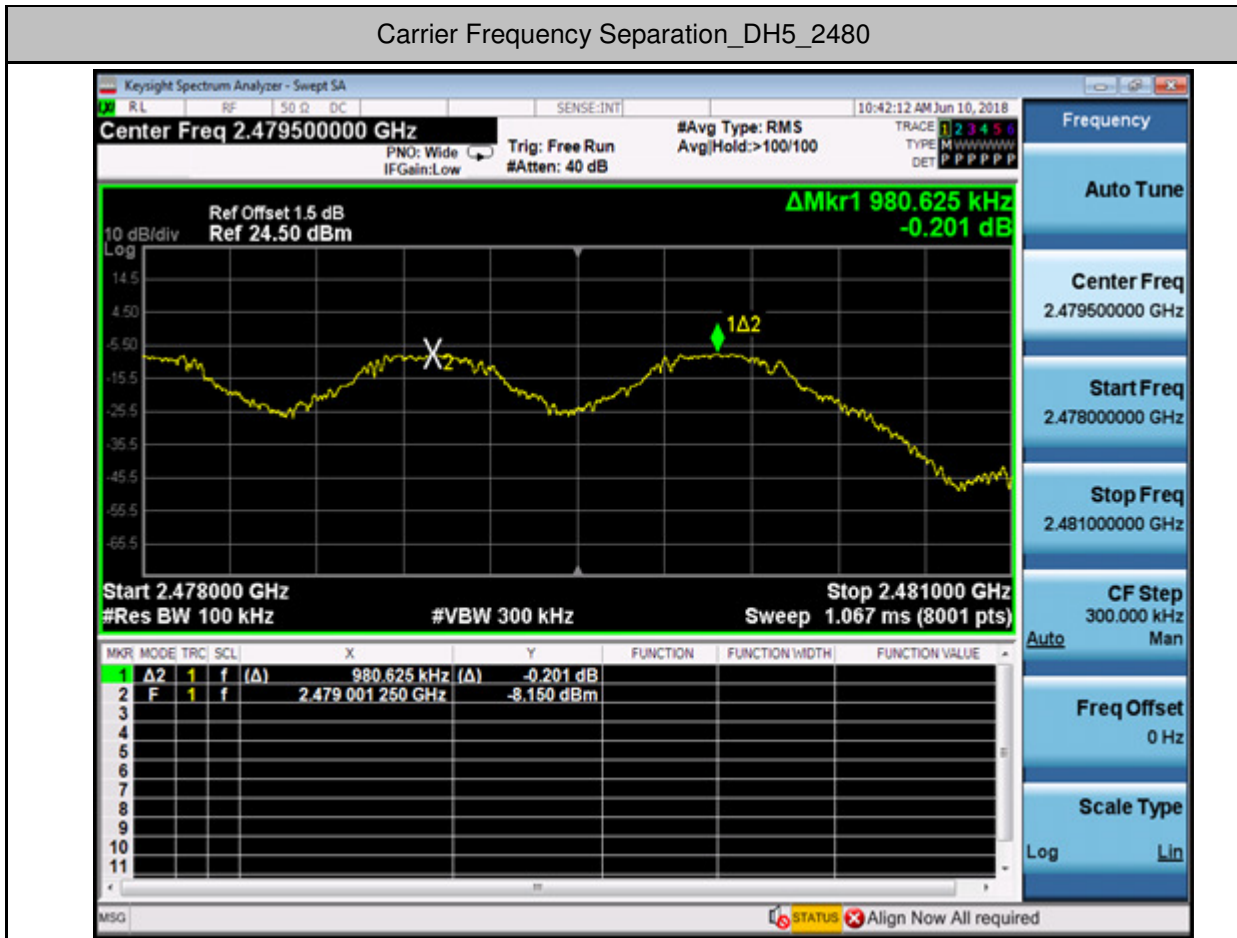 Carrier Frequency Separation_DH5_2480
Keysight Spectrum Analyzer - Swept SA
RL RF 50 Ω DC SENSE:INT 10:42:12 AM Jun 10, 2018
Center Freq 2.479500000 GHz
PNO: Wide
IFGain:Low
Trig: Free Run
#Atten: 40 dB
#Avg Type: RMS
Avg|Hold:>100/100
TRACE 1 2 3 4 5 6
TYPE M WWWWW
DET P P P P P P
Ref Offset 1.5 dB
10 dB/div Ref 24.50 dBm
Log
ΔMkr1 980.625 kHz
-0.201 dB
14.5
4.50
-5.50
-15.5
-25.5
-35.5
-45.5
-55.5
-65.5
X2
1Δ2
Start 2.478000 GHz Stop 2.481000 GHz
#Res BW 100 kHz #VBW 300 kHz Sweep 1.067 ms (8001 pts)
MKR MODE TRC SCL X Y FUNCTION FUNCTION WIDTH FUNCTION VALUE
1 Δ2 1 f (Δ) 980.625 kHz (Δ) -0.201 dB
2 F 1 f 2.479 001 250 GHz -8.150 dBm
3
4
5
6
7
8
9
10
11
MSG STATUS Align Now All required
Frequency
Auto Tune
Center Freq
2.479500000 GHz
Start Freq
2.478000000 GHz
Stop Freq
2.481000000 GHz
CF Step
300.000 kHz
Auto Man
Freq Offset
0 Hz
Scale Type
Log Lin